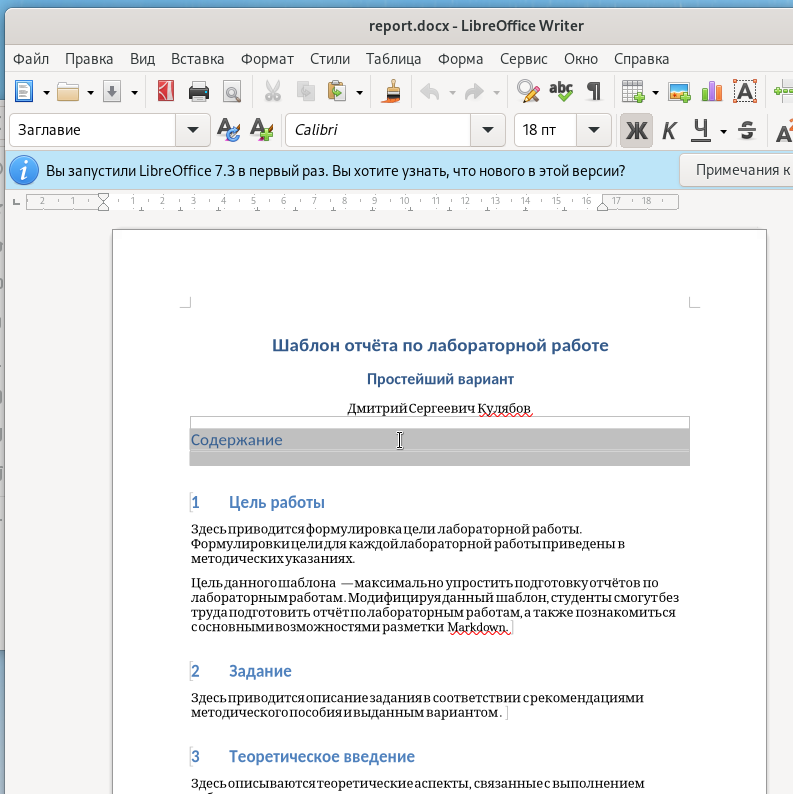 report.docx - LibreOffice Writer
Файл Правка Вид Вставка Формат Стили Таблица Форма Сервис Окно Справка
Заглавие Calibri 18 пт Ж К Ч S
Вы запустили LibreOffice 7.3 в первый раз. Вы хотите узнать, что нового в этой версии? Примечания к
2 1 1 2 3 4 5 6 7 8 9 10 11 12 13 14 15 16 17 18
Шаблон отчёта по лабораторной работе
Простейший вариант
Дмитрий Сергеевич Кулябов
Содержание
1 Цель работы
Здесь приводится формулировка цели лабораторной работы.
Формулировки цели для каждой лабораторной работы приведены в
методических указаниях.
Цель данного шаблона — максимально упростить подготовку отчётов по
лабораторным работам. Модифицируя данный шаблон, студенты смогут без
труда подготовить отчёт по лабораторным работам, а также познакомиться
с основными возможностями разметки Markdown.
2 Задание
Здесь приводится описание задания в соответствии с рекомендациями
методического пособия и выданным вариантом.
3 Теоретическое введение
Здесь описываются теоретические аспекты, связанные с выполнением